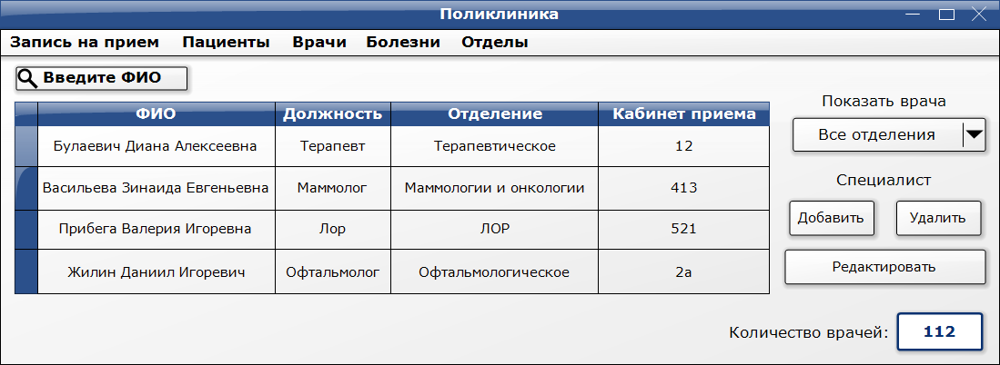 Поликлиника
Запись на прием Пациенты Врачи Болезни Отделы
Введите ФИО
Показать врача
Все отделения
ФИО Должность Отделение Кабинет приема
Булаевич Диана Алексеевна Терапевт Терапевтическое 12
Васильева Зинаида Евгеньевна Маммолог Маммологии и онкологии 413
Прибега Валерия Игоревна Лор ЛОР 521
Жилин Даниил Игоревич Офтальмолог Офтальмологическое 2а
Специалист
Добавить Удалить
Редактировать
Количество врачей: 112